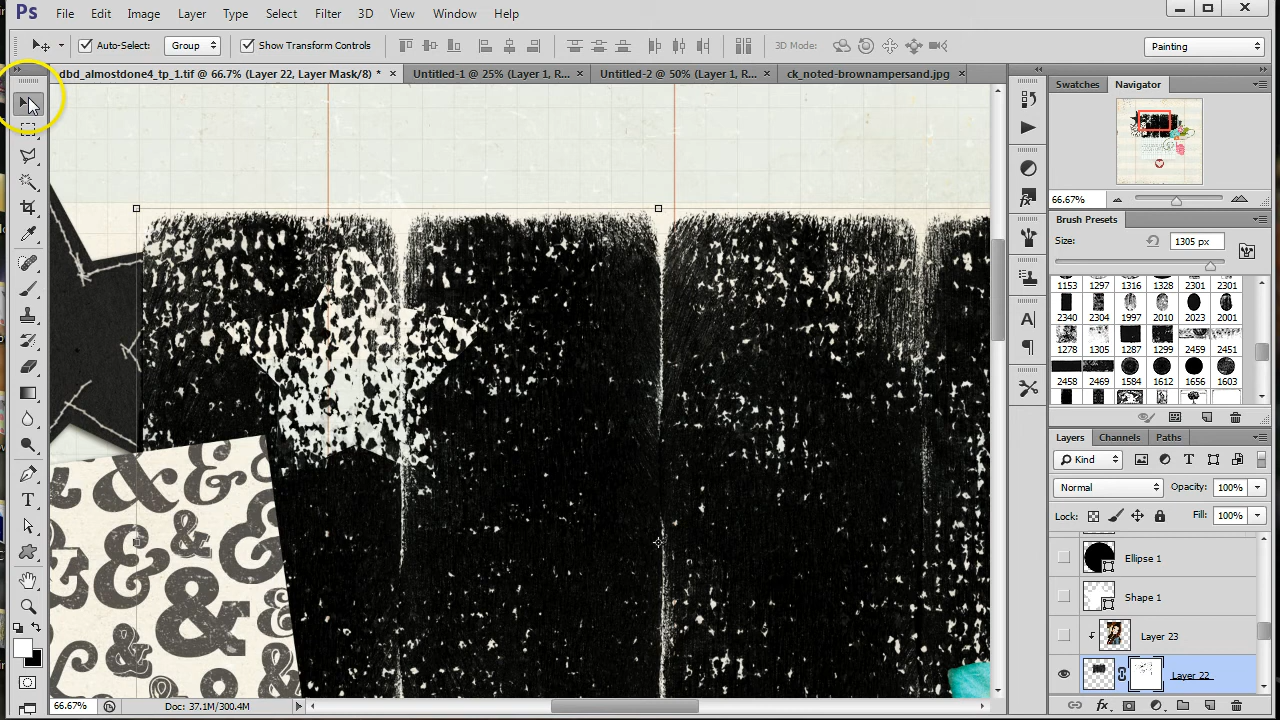 Ps File Edit Image Layer Type Select Filter 3D View Window Help
Auto-Select: Group Show Transform Controls 3D Mode: Painting
dbd_almostdone4_tp_1.tif @ 66.7% (Layer 22, Layer Mask/8) * × Untitled-1 @ 25% (Layer 1, R... × Untitled-2 @ 50% (Layer 1, R... × ck_noted-brownampersand.jpg ×
Swatches Navigator
66.67%
Brush Presets
Size: 1305 px
1153 1297 1316 1328 2301 2301
2340 2304 1997 2010 2023 2001
1278 1305 1287 1299 2459 2451
2458 2469 1584 1612 1656 1603
Layers Channels Paths
Kind
Normal Opacity: 100%
Lock: Fill: 100%
Ellipse 1
Shape 1
Layer 23
Layer 22
& & &
& & &
& & &
& &
66.67% Doc: 37.1M/300.4M